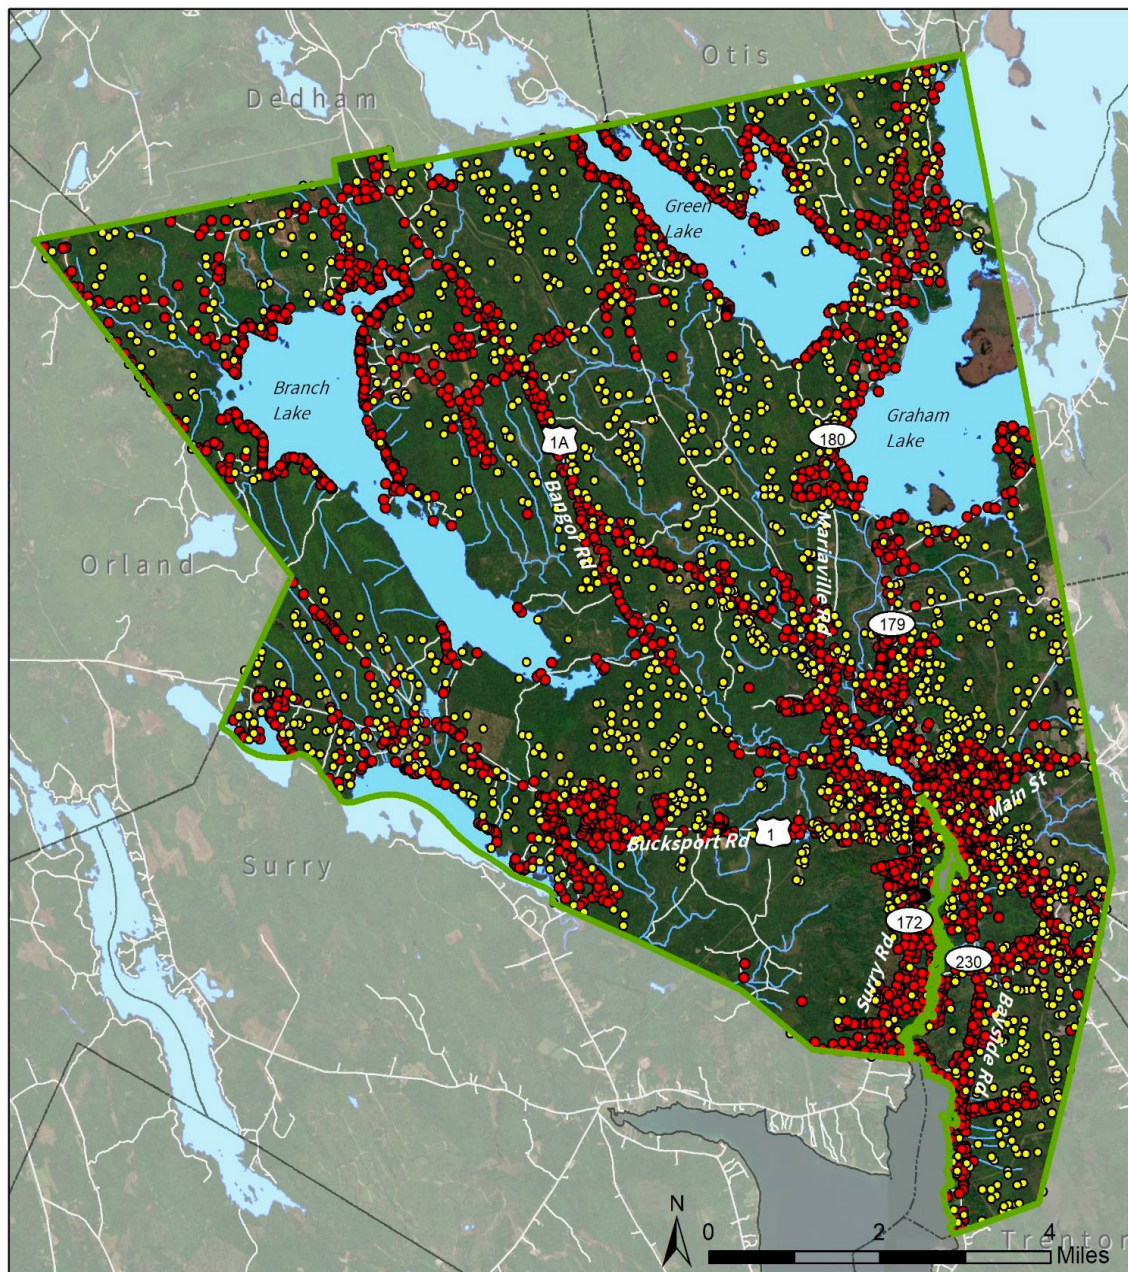 Otis
Dedham
Green
Lake
Branch
Lake
Graham
Lake
180
1A
Bangor Rd
Mariaville Rd
Orland
179
Main St
1
Bucksport Rd
Surry
172
230
Surry Rd
Bayside Rd
N
0 2 4
Miles
Trenton